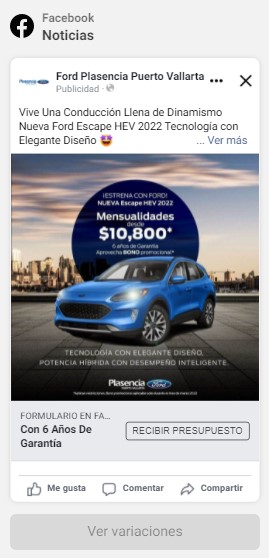 Facebook
Noticias
Ford Plasencia Puerto Vallarta
Publicidad ·
Vive Una Conducción Llena de Dinamismo
Nueva Ford Escape HEV 2022 Tecnología con
Elegante Diseño 🤩 ... Ver más
¡ESTRENA CON FORD!
NUEVA Escape HEV 2022
Mensualidades
desde
$10,800*
6 años de Garantía
Aprovecha BONO promocional*
TECNOLOGÍA CON ELEGANTE DISEÑO,
POTENCIA HÍBRIDA CON DESEMPEÑO INTELIGENTE.
Plasencia Ford
FORMULARIO EN FA...
Con 6 Años De
Garantía
RECIBIR PRESUPUESTO
Me gusta
Comentar
Compartir
Ver variaciones